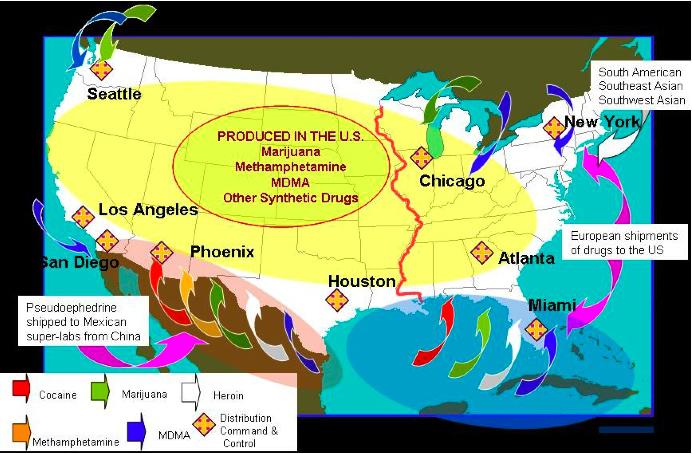 Seattle
South American
Southeast Asian
Southwest Asian
New York
PRODUCED IN THE U.S.
Marijuana
Methamphetamine
MDMA
Other Synthetic Drugs
Chicago
Los Angeles
San Diego
Phoenix
European shipments
of drugs to the US
Atlanta
Houston
Miami
Pseudoephedrine
shipped to Mexican
super-labs from China
Cocaine
Marijuana
Heroin
Methamphetamine
MDMA
Distribution
Command &
Control